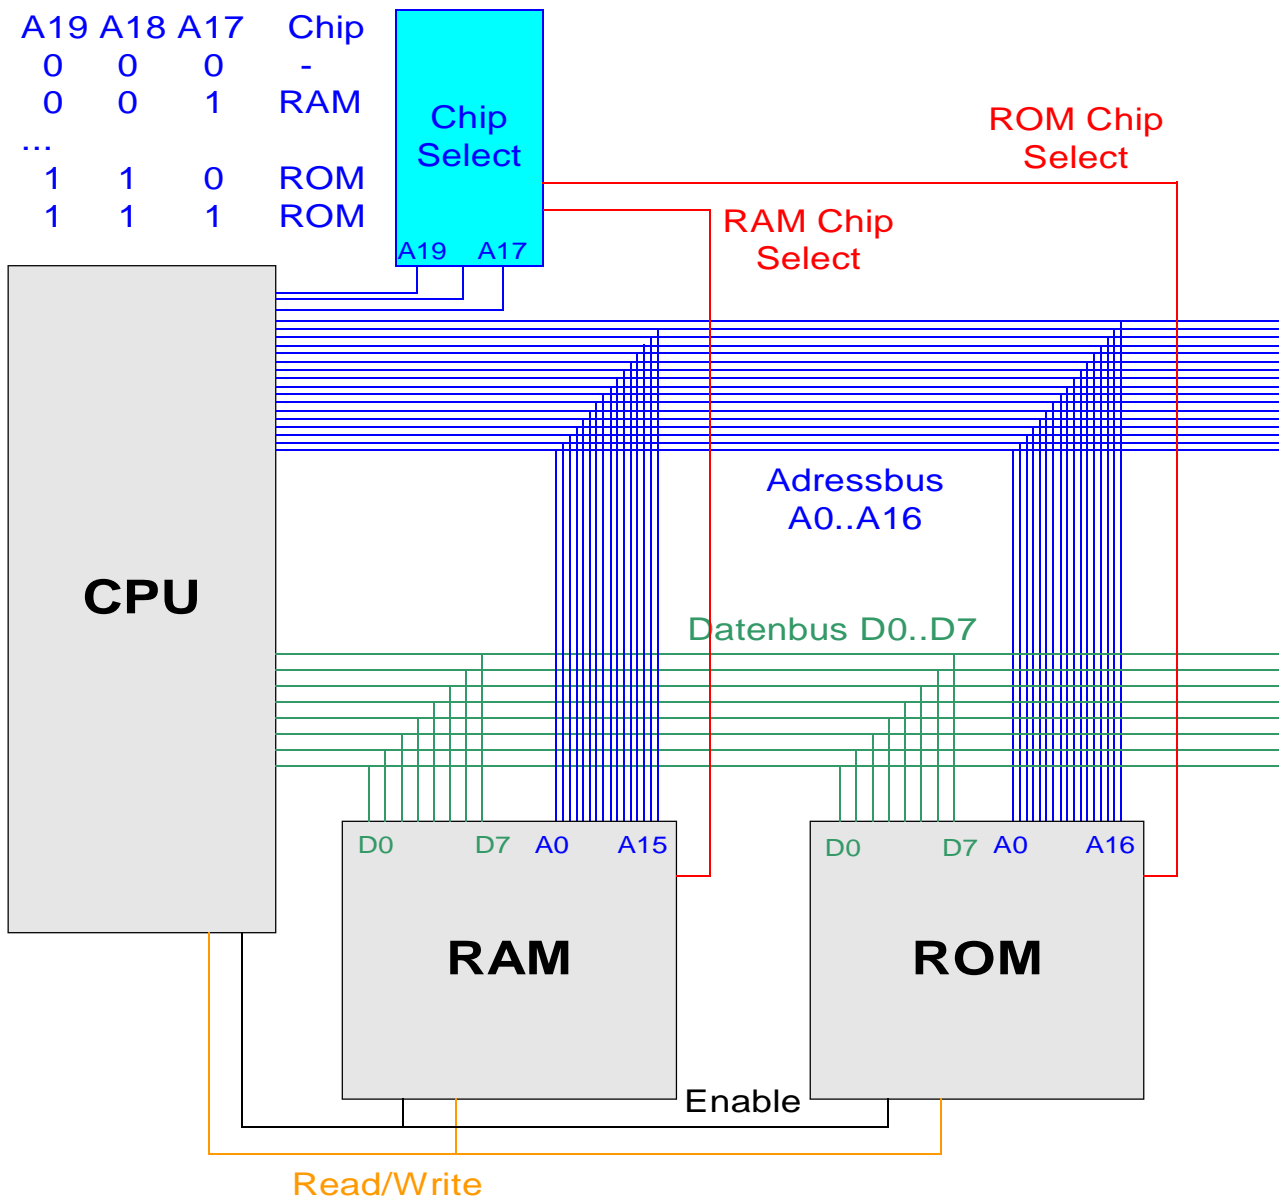 A19 A18 A17 Chip
0 0 0 -
0 0 1 RAM
...
1 1 0 ROM
1 1 1 ROM
Chip
Select
A19 A17
ROM Chip
Select
RAM Chip
Select
Adressbus
A0..A16
CPU
Datenbus D0..D7
D0 D7 A0 A15
RAM
D0 D7 A0 A16
ROM
Enable
Read/Write